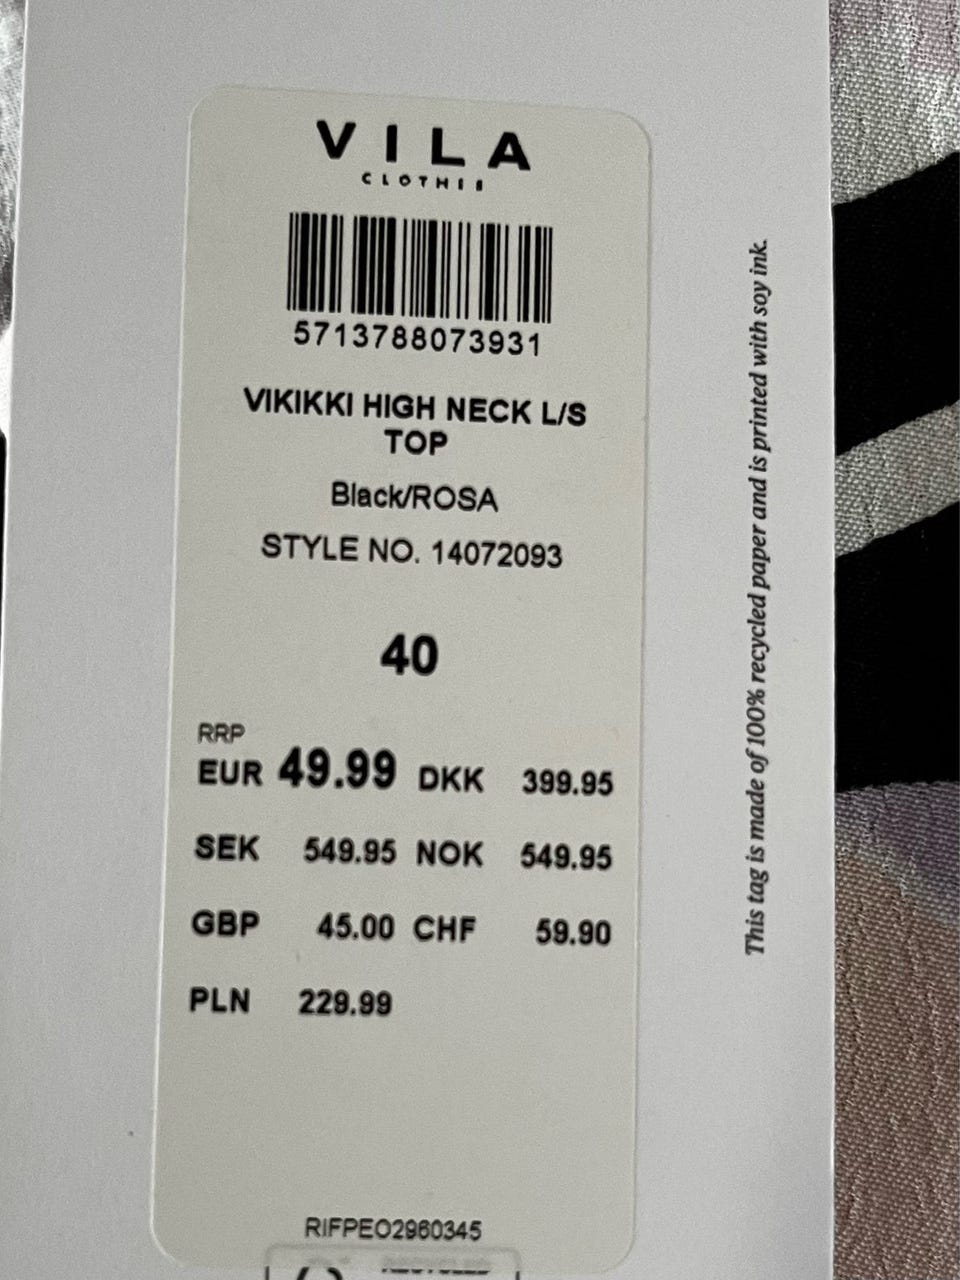 VILA
CLOTHES
5713788073931
VIKIKKI HIGH NECK L/S
TOP
Black/ROSA
STYLE NO. 14072093
40
RRP
EUR 49.99 DKK 399.95
SEK 549.95 NOK 549.95
GBP 45.00 CHF 59.90
PLN 229.99
RIFPEO2960345
This tag is made of 100% recycled paper and is printed with soy ink.